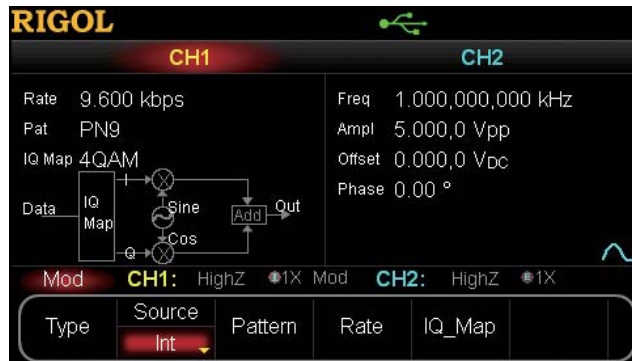 RIGOL
CH1
CH2
Rate 9.600 kbps
Pat PN9
IQ Map 4QAM
I
Data
IQ Map
Sine
Add
Out
Cos
Q
Freq 1.000,000,000 kHz
Ampl 5.000,0 Vpp
Offset 0.000,0 VDC
Phase 0.00 °
Mod CH1: HighZ 1X Mod CH2: HighZ 1X
Type
Source
Int
Pattern
Rate
IQ_Map